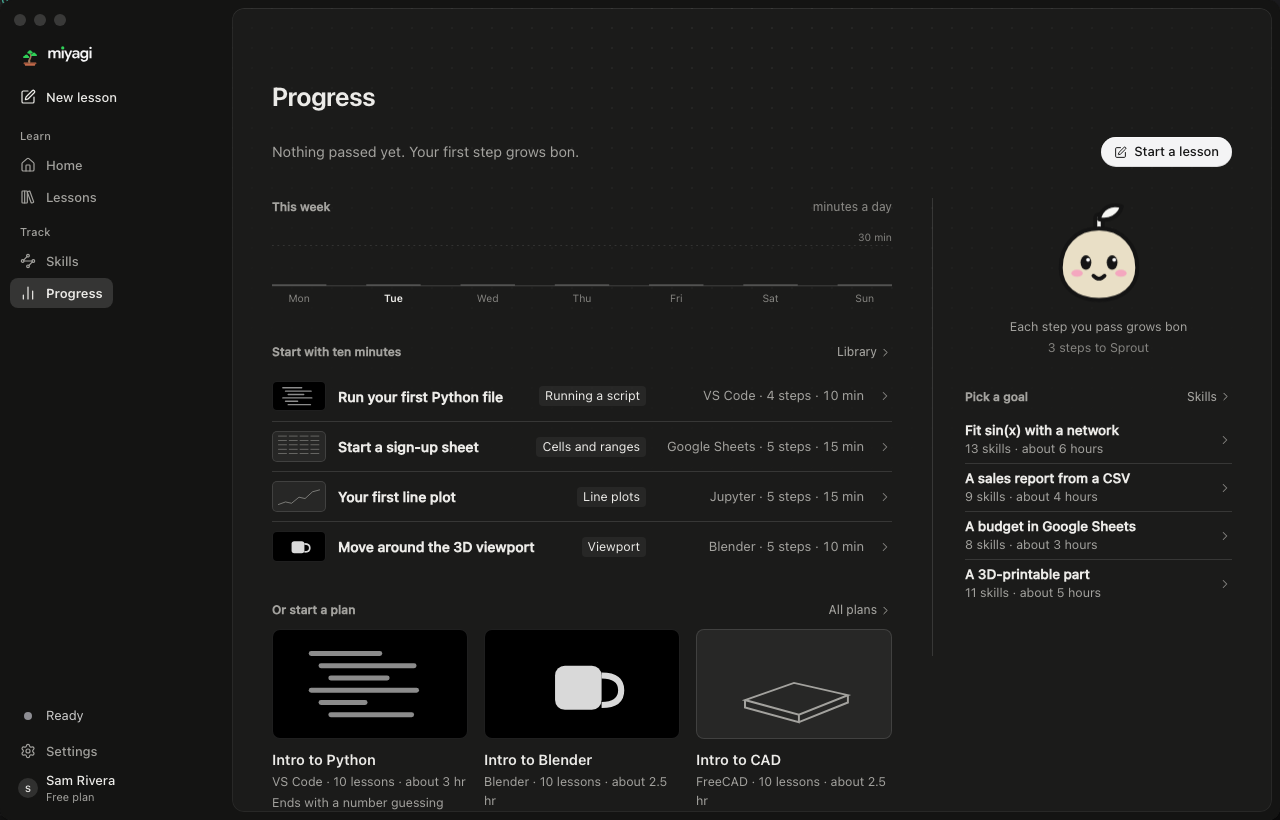 miyagi
New lesson
Learn
Home
Lessons
Track
Skills
Progress
Ready
Settings
S
Sam Rivera
Free plan
Progress
Nothing passed yet. Your first step grows bon.
Start a lesson
This week
minutes a day
30 min
Mon Tue Wed Thu Fri Sat Sun
Start with ten minutes
Library
Run your first Python file
Running a script
VS Code · 4 steps · 10 min
Start a sign-up sheet
Cells and ranges
Google Sheets · 5 steps · 15 min
Your first line plot
Line plots
Jupyter · 5 steps · 15 min
Move around the 3D viewport
Viewport
Blender · 5 steps · 10 min
Or start a plan
All plans
Intro to Python
VS Code · 10 lessons · about 3 hr
Ends with a number guessing
Intro to Blender
Blender · 10 lessons · about 2.5
hr
Intro to CAD
FreeCAD · 10 lessons · about 2.5
hr
Each step you pass grows bon
3 steps to Sprout
Pick a goal
Skills
Fit sin(x) with a network
13 skills · about 6 hours
A sales report from a CSV
9 skills · about 4 hours
A budget in Google Sheets
8 skills · about 3 hours
A 3D-printable part
11 skills · about 5 hours